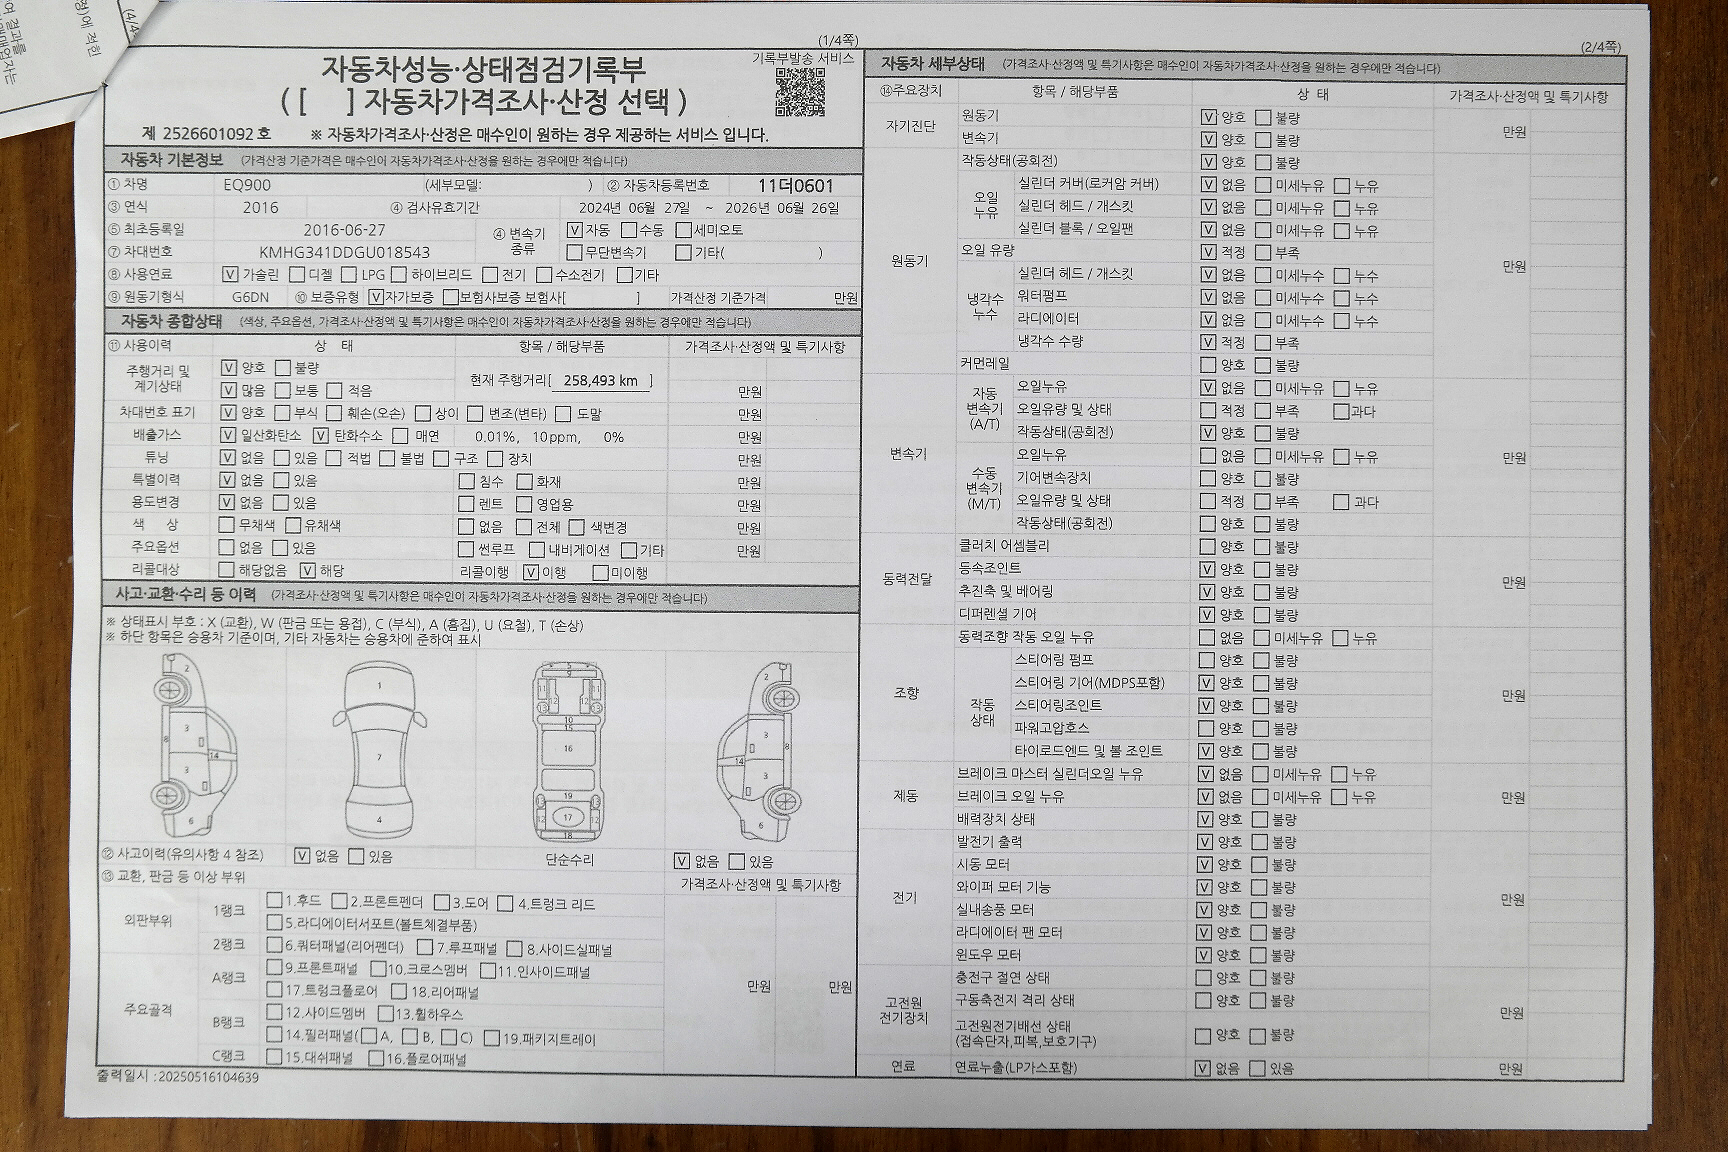 (4/4
명)에 적힌
여 결과를
매매업자는
(1/4쪽)
자동차성능·상태점검기록부
( [ ] 자동차가격조사·산정 선택 )
기록부발송 서비스
제 2526601092 호 ※ 자동차가격조사·산정은 매수인이 원하는 경우 제공하는 서비스 입니다.
자동차 기본정보 (가격산정 기준가격은 매수인이 자동차가격조사·산정을 원하는 경우에만 적습니다)
① 차명 EQ900 (세부모델: ) ② 자동차등록번호 11더0601
③ 연식 2016 ④ 검사유효기간 2024년 06월 27일 ~ 2026년 06월 26일
⑤ 최초등록일 2016-06-27 ④ 변속기 종류 V 자동 수동 세미오토
⑦ 차대번호 KMHG341DDGU018543 무단변속기 기타( )
⑧ 사용연료 V 가솔린 디젤 LPG 하이브리드 전기 수소전기 기타
⑨ 원동기형식 G6DN ⑩ 보증유형 V 자가보증 보험사보증 보험사[ ] 가격산정 기준가격 만원
자동차 종합상태 (색상, 주요옵션, 가격조사·산정액 및 특기사항은 매수인이 자동차가격조사·산정을 원하는 경우에만 적습니다)
⑪ 사용이력 상 태 항목 / 해당부품 가격조사·산정액 및 특기사항
주행거리 및 계기상태 V 양호 불량 현재 주행거리[ 258,493 km ]
V 많음 보통 적음 만원
차대번호 표기 V 양호 부식 훼손(오손) 상이 변조(변타) 도말 만원
배출가스 V 일산화탄소 V 탄화수소 매연 0.01%, 10ppm, 0% 만원
튜닝 V 없음 있음 적법 불법 구조 장치 만원
특별이력 V 없음 있음 침수 화재 만원
용도변경 V 없음 있음 렌트 영업용 만원
색 상 무채색 유채색 없음 전체 색변경 만원
주요옵션 없음 있음 썬루프 내비게이션 기타 만원
리콜대상 해당없음 V 해당 리콜이행 V 이행 미이행
사고·교환·수리 등 이력 (가격조사·산정액 및 특기사항은 매수인이 자동차가격조사·산정을 원하는 경우에만 적습니다)
※ 상태표시 부호 : X (교환), W (판금 또는 용접), C (부식), A (흠집), U (요철), T (손상)
※ 하단 항목은 승용차 기준이며, 기타 자동차는 승용차에 준하여 표시
2 3 8 14 3 6
1 7 4
5 9 11 11 12 12 13 13 10 15 16 19 13 13 12 17 12 18
2 3 8 14 3 6
⑫ 사고이력(유의사항 4 참조) V 없음 있음 단순수리 V 없음 있음
⑬ 교환, 판금 등 이상 부위 가격조사·산정액 및 특기사항
외판부위 1랭크 1.후드 2.프론트펜더 3.도어 4.트렁크 리드
5.라디에이터서포트(볼트체결부품)
2랭크 6.쿼터패널(리어펜더) 7.루프패널 8.사이드실패널
주요골격 A랭크 9.프론트패널 10.크로스멤버 11.인사이드패널
17.트렁크플로어 18.리어패널 만원 만원
B랭크 12.사이드멤버 13.휠하우스
14.필러패널( A, B, C) 19.패키지트레이
C랭크 15.대쉬패널 16.플로어패널
출력일시 : 20250516104639
(2/4쪽)
자동차 세부상태 (가격조사·산정액 및 특기사항은 매수인이 자동차가격조사·산정을 원하는 경우에만 적습니다)
⑭주요장치 항목 / 해당부품 상 태 가격조사·산정액 및 특기사항
자기진단 원동기 V 양호 불량 만원
변속기 V 양호 불량
원동기 작동상태(공회전) V 양호 불량 만원
오일 누유 실린더 커버(로커암 커버) V 없음 미세누유 누유
실린더 헤드 / 개스킷 V 없음 미세누유 누유
실린더 블록 / 오일팬 V 없음 미세누유 누유
오일 유량 V 적정 부족
냉각수 누수 실린더 헤드 / 개스킷 V 없음 미세누수 누수
워터펌프 V 없음 미세누수 누수
라디에이터 V 없음 미세누수 누수
냉각수 수량 V 적정 부족
커먼레일 양호 불량
변속기 자동 변속기 (A/T) 오일누유 V 없음 미세누유 누유 만원
오일유량 및 상태 적정 부족 과다
작동상태(공회전) V 양호 불량
수동 변속기 (M/T) 오일누유 없음 미세누유 누유
기어변속장치 양호 불량
오일유량 및 상태 적정 부족 과다
작동상태(공회전) 양호 불량
동력전달 클러치 어셈블리 양호 불량 만원
등속조인트 V 양호 불량
추진축 및 베어링 V 양호 불량
디퍼렌셜 기어 V 양호 불량
조향 동력조향 작동 오일 누유 없음 미세누유 누유 만원
작동 상태 스티어링 펌프 양호 불량
스티어링 기어(MDPS포함) V 양호 불량
스티어링조인트 V 양호 불량
파워고압호스 양호 불량
타이로드엔드 및 볼 조인트 V 양호 불량
제동 브레이크 마스터 실린더오일 누유 V 없음 미세누유 누유 만원
브레이크 오일 누유 V 없음 미세누유 누유
배력장치 상태 V 양호 불량
전기 발전기 출력 V 양호 불량 만원
시동 모터 V 양호 불량
와이퍼 모터 기능 V 양호 불량
실내송풍 모터 V 양호 불량
라디에이터 팬 모터 V 양호 불량
윈도우 모터 V 양호 불량
고전원 전기장치 충전구 절연 상태 양호 불량 만원
구동축전지 격리 상태 양호 불량
고전원전기배선 상태 (접속단자,피복,보호기구) 양호 불량
연료 연료누출(LP가스포함) V 없음 있음 만원